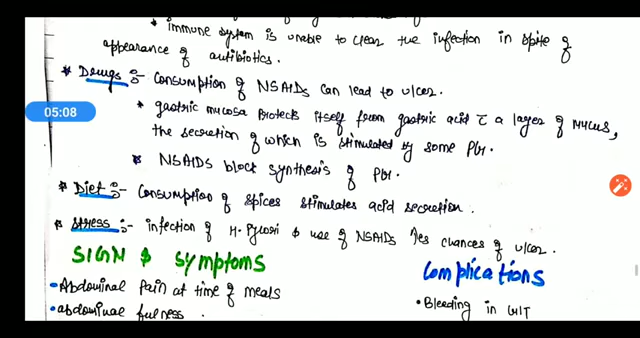 * immune system is unable to clear the infection in spite of
appearance of antibiotics.
* Drugs :- Consumption of NSAIDs can lead to ulcer.
05:08
* gastric mucosa Protects itself from gastric acid c̄ a layer of mucus,
the secretion of which is stimulated by some PGs.
* NSAIDs block synthesis of PGs.
* Diet :- Consumption of spices stimulates acid secretion.
* Stress :- infection of H. Pylori & use of NSAIDs ↑es chances of ulcer.
SIGN & Symptoms
Complications
• Abdominal Pain at time of meals
• Bleeding in GIT
• abdominal fulness.